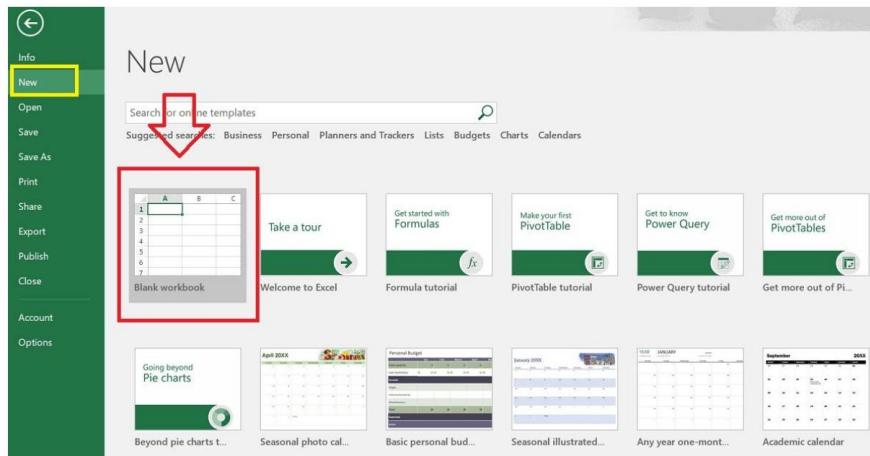 Info
New
Open
Save
Save As
Print
Share
Export
Publish
Close
Account
Options
New
Search for online templates
Suggested searches: Business Personal Planners and Trackers Lists Budgets Charts Calendars
A B C
1
2
3
4
5
6
7
Blank workbook
Take a tour
Welcome to Excel
Get started with
Formulas
fx
Formula tutorial
Make your first
PivotTable
PivotTable tutorial
Get to know
Power Query
Power Query tutorial
Get more out of
PivotTables
Get more out of Pi...
Going beyond
Pie charts
Beyond pie charts t...
April 20XX
Seasonal photo cal...
Personal Budget
Basic personal bud...
January 20XX
Seasonal illustrated...
YEAR JANUARY
Any year one-mont...
September 20XX
Academic calendar